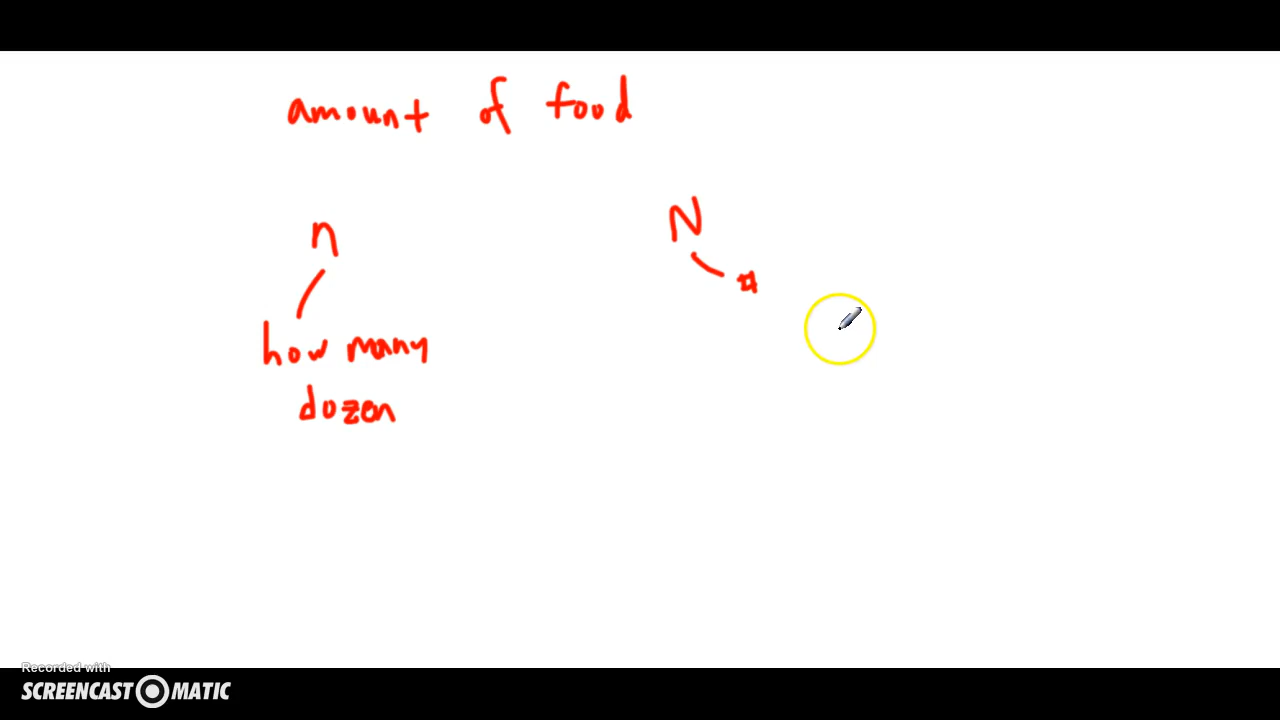 amount of food
n
N
#
how many
dozen
Recorded with
SCREENCAST MATIC